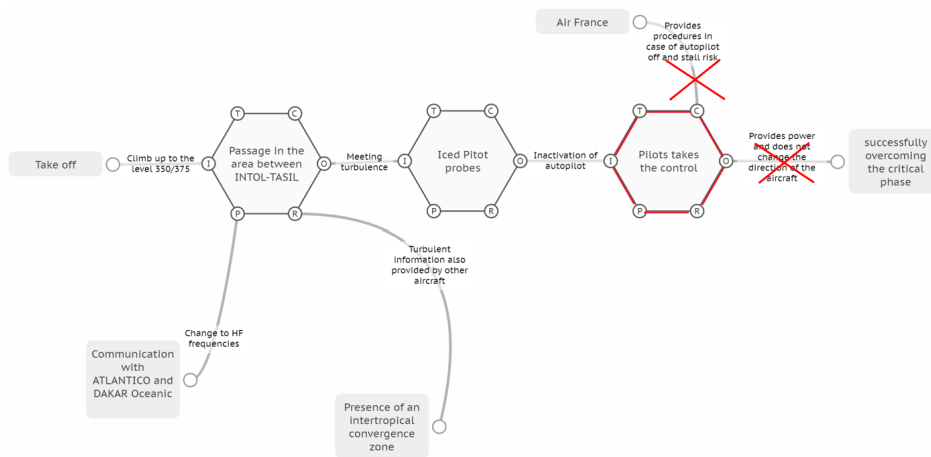 Air France
Provides
procedures in
case of autopilot
off and stall risk
T
C
T
C
T
C
Take off
Climb up to the
level 350/375
I
Passage in the
area between
INTOL-TASIL
O
Meeting
turbulence
I
Iced Pitot
probes
O
Inactivation of
autopilot
I
Pilots takes
the control
O
Provides power
and does not
change the
direction of the
aircraft
successfully
overcoming
the critical
phase
P
R
P
R
P
R
Turbulent
information also
provided by other
aircraft
Change to HF
frequencies
Communication
with
ATLANTICO and
DAKAR Oceanic
Presence of an
intertropical
convergence
zone